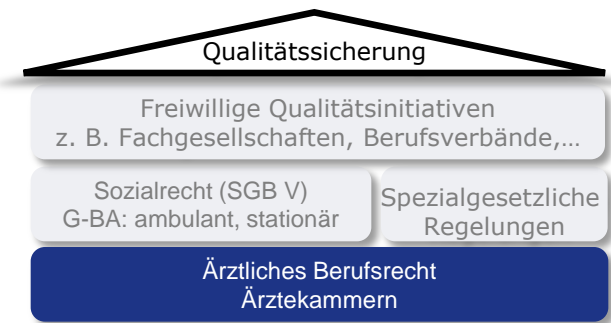 Qualitätssicherung
Freiwillige Qualitätsinitiativen
z. B. Fachgesellschaften, Berufsverbände,…
Sozialrecht (SGB V)
G-BA: ambulant, stationär
Spezialgesetzliche
Regelungen
Ärztliches Berufsrecht
Ärztekammern